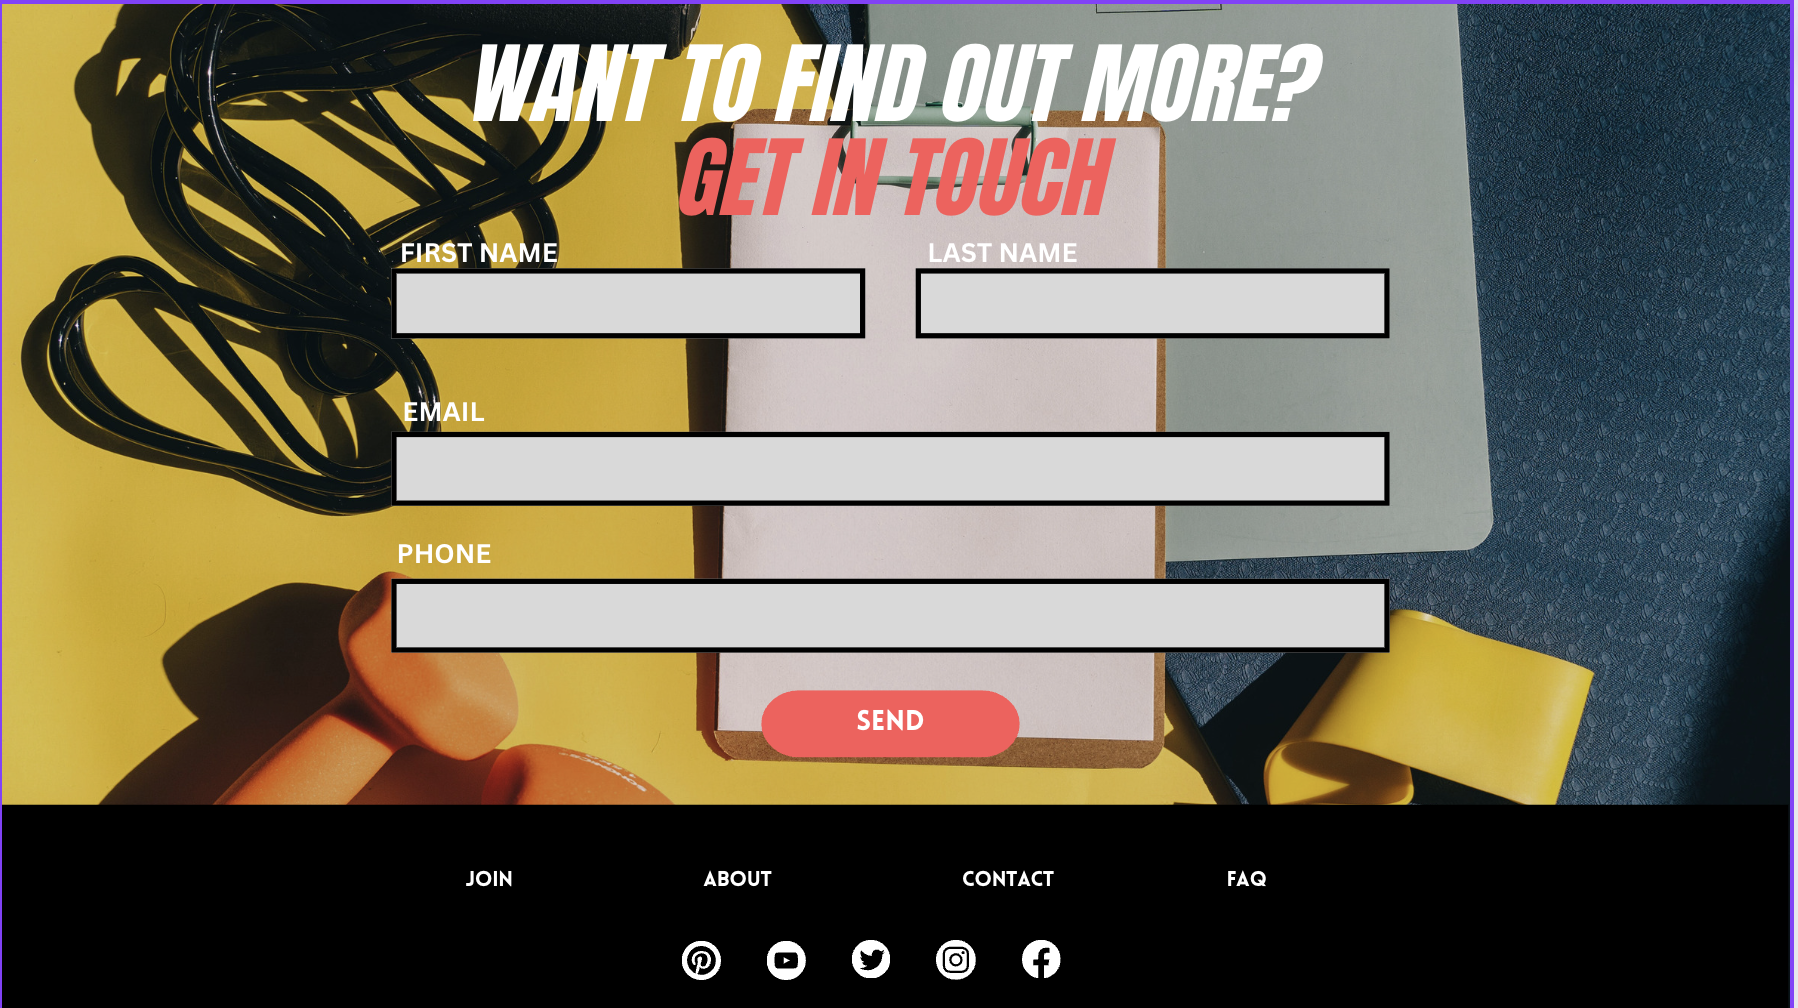 WANT TO FIND OUT MORE?
GET IN TOUCH
FIRST NAME LAST NAME
EMAIL
PHONE
SEND
JOIN ABOUT CONTACT FAQ